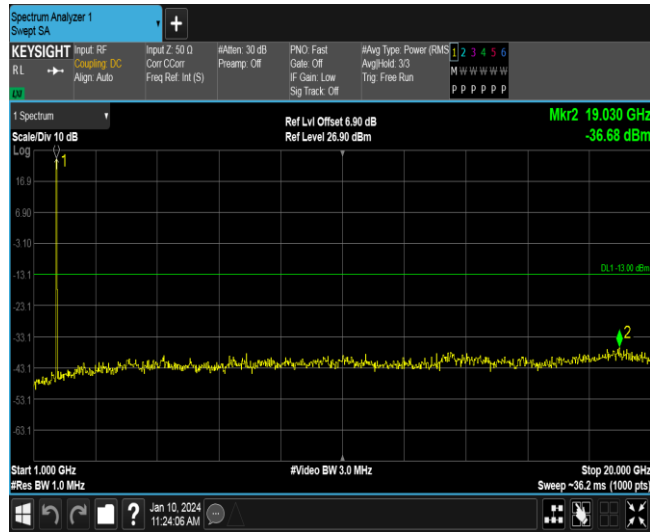 Spectrum Analyzer 1
Swept SA
KEYSIGHT
RL
LXI
Input: RF
Coupling: DC
Align: Auto
Input Z: 50 Ω
Corr CCorr
Freq Ref: Int (S)
#Atten: 30 dB
Preamp: Off
PNO: Fast
Gate: Off
IF Gain: Low
Sig Track: Off
#Avg Type: Power (RMS
Avg|Hold: 3/3
Trig: Free Run
1 2 3 4 5 6
M W W W W W
P P P P P P
1 Spectrum
Scale/Div 10 dB
Log
Ref Lvl Offset 6.90 dB
Ref Level 26.90 dBm
Mkr2 19.030 GHz
-36.68 dBm
1
16.9
6.90
-3.10
-13.1
DL1 -13.00 dBm
-23.1
-33.1
2
-43.1
-53.1
-63.1
Start 1.000 GHz
#Video BW 3.0 MHz
Stop 20.000 GHz
#Res BW 1.0 MHz
Sweep ~36.2 ms (1000 pts)
?
Jan 10, 2024
11:24:06 AM